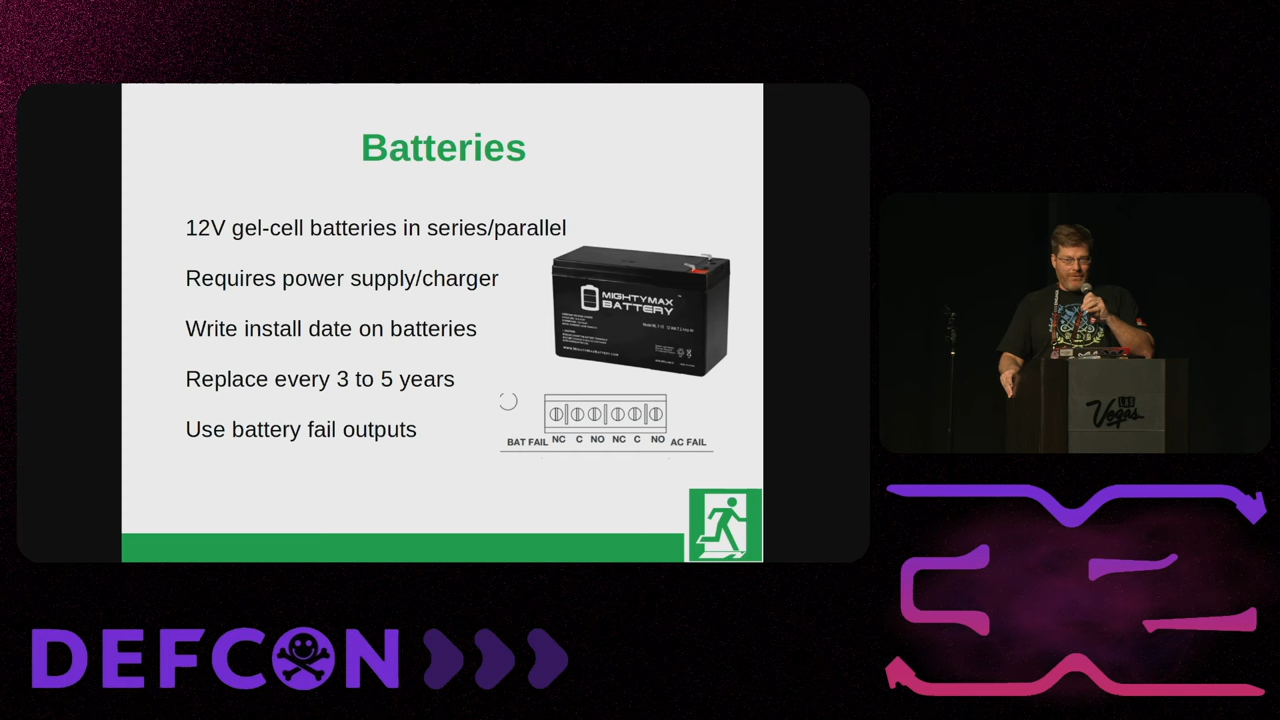 Batteries
12V gel-cell batteries in series/parallel
Requires power supply/charger
Write install date on batteries
Replace every 3 to 5 years
Use battery fail outputs
MIGHTYMAX
BATTERY
BAT FAIL NC C NO NC C NO AC FAIL
LAS
Vegas
DEFCON